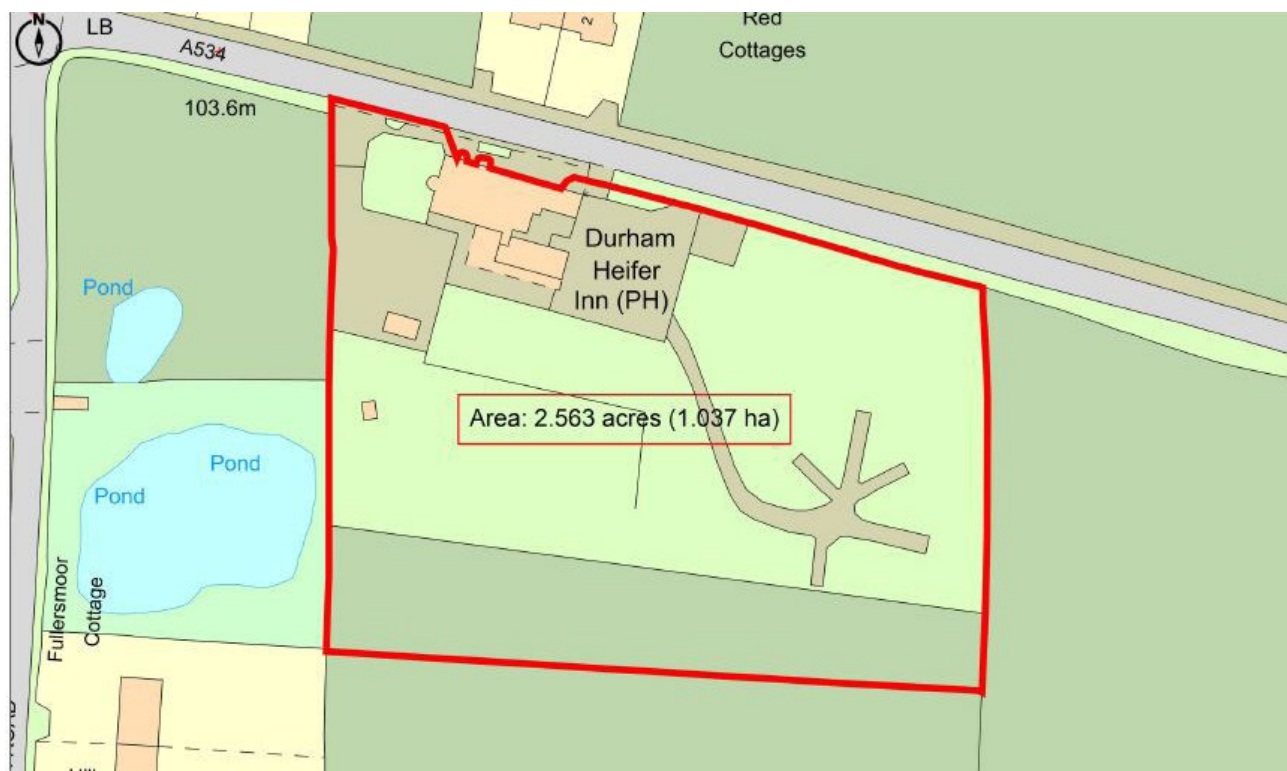 N
LB
A534
2
Red
Cottages
103.6m
Durham
Heifer
Inn (PH)
Pond
Area: 2.563 acres (1.037 ha)
Pond
Pond
Fullersmoor
Cottage